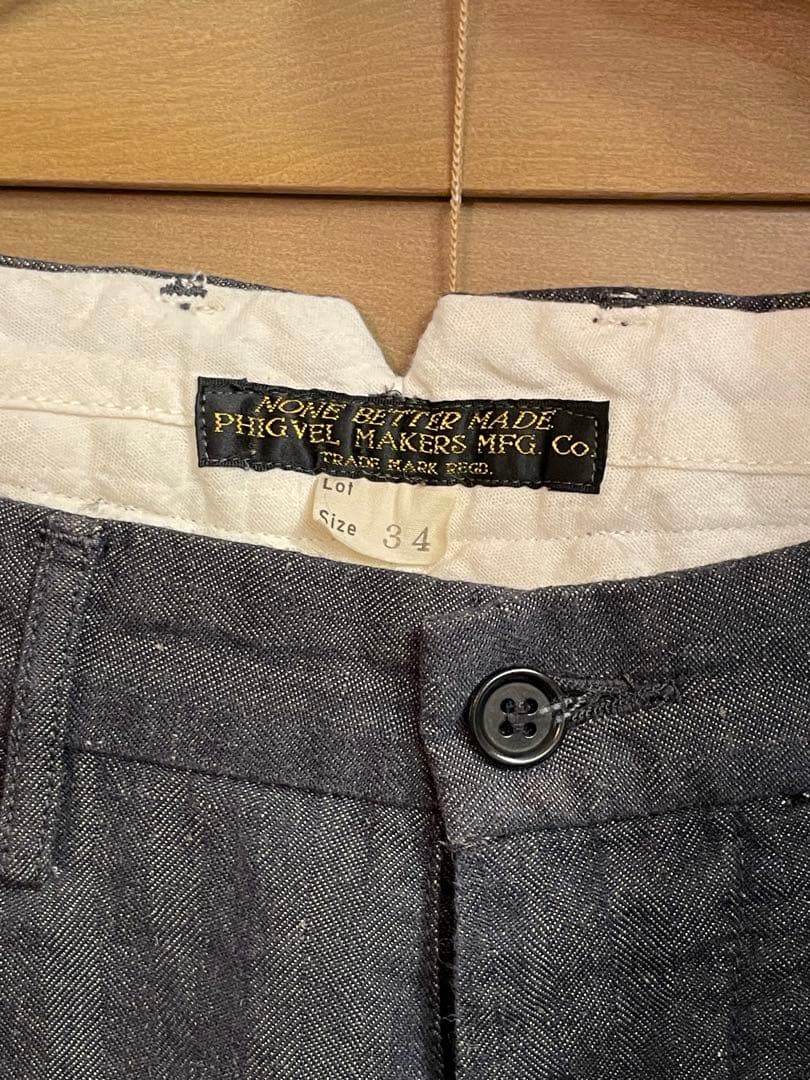 NONE BETTER MADE
PHIGVEL MAKERS MFG. Co.
TRADE MARK REGD.
Lot
Size 34